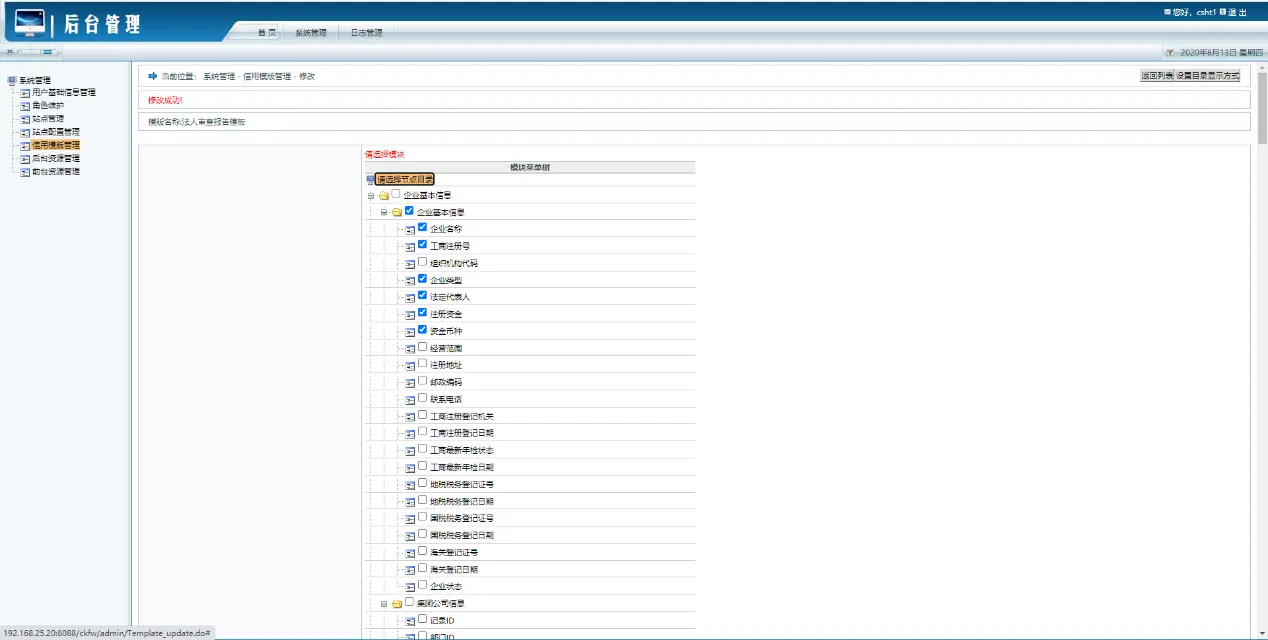 后台管理
您好, csht1 退 出
首 页 系统管理 日志管理
2020年8月13日 星期四
系统管理
用户基础信息管理
角色维护
站点管理
站点配置管理
信用模版管理
后台资源管理
前台资源管理
当前位置: 系统管理 - 信用模版管理 - 修改
返回列表 设置目录显示方式
修改成功!
模版名称:法人审查报告模板
请选择模块
模块菜单树
请选择节点目录
企业基本信息
企业基本信息
企业名称
工商注册号
组织机构代码
企业类型
法定代表人
注册资金
资金币种
经营范围
注册地址
邮政编码
联系电话
工商注册登记机关
工商注册登记日期
工商最新年检状态
工商最新年检日期
地税税务登记证号
地税税务登记日期
国税税务登记证号
国税税务登记日期
海关登记证号
海关登记日期
企业状态
集团公司信息
记录ID
部门ID
192.168.25.20:8088/ckfw/admin/Template_update.do#